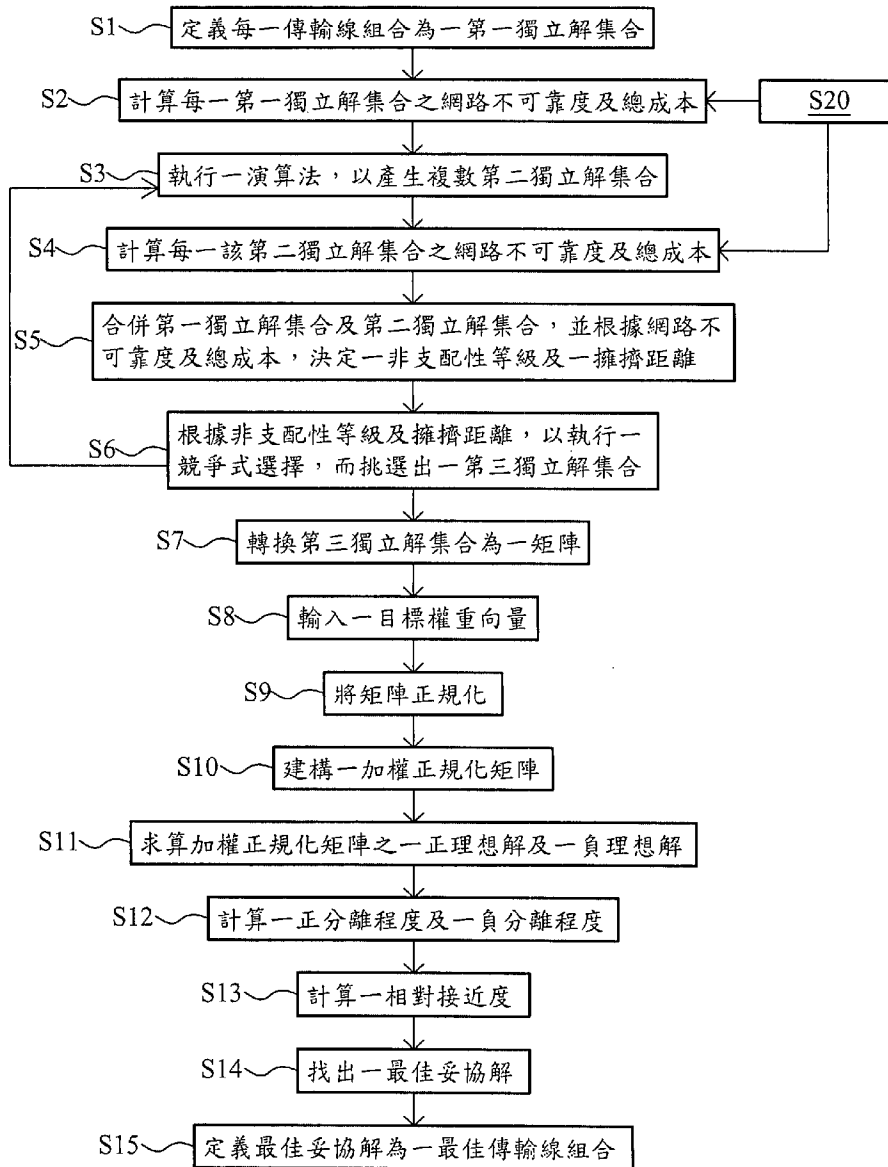 S1 定義每一傳輸線組合為一第一獨立解集合
S2 計算每一第一獨立解集合之網路不可靠度及總成本 S20
S3 執行一演算法，以產生複數第二獨立解集合
S4 計算每一該第二獨立解集合之網路不可靠度及總成本
S5 合併第一獨立解集合及第二獨立解集合，並根據網路不
可靠度及總成本，決定一非支配性等級及一擁擠距離
S6 根據非支配性等級及擁擠距離，以執行一
競爭式選擇，而挑選出一第三獨立解集合
S7 轉換第三獨立解集合為一矩陣
S8 輸入一目標權重向量
S9 將矩陣正規化
S10 建構一加權正規化矩陣
S11 求算加權正規化矩陣之一正理想解及一負理想解
S12 計算一正分離程度及一負分離程度
S13 計算一相對接近度
S14 找出一最佳妥協解
S15 定義最佳妥協解為一最佳傳輸線組合